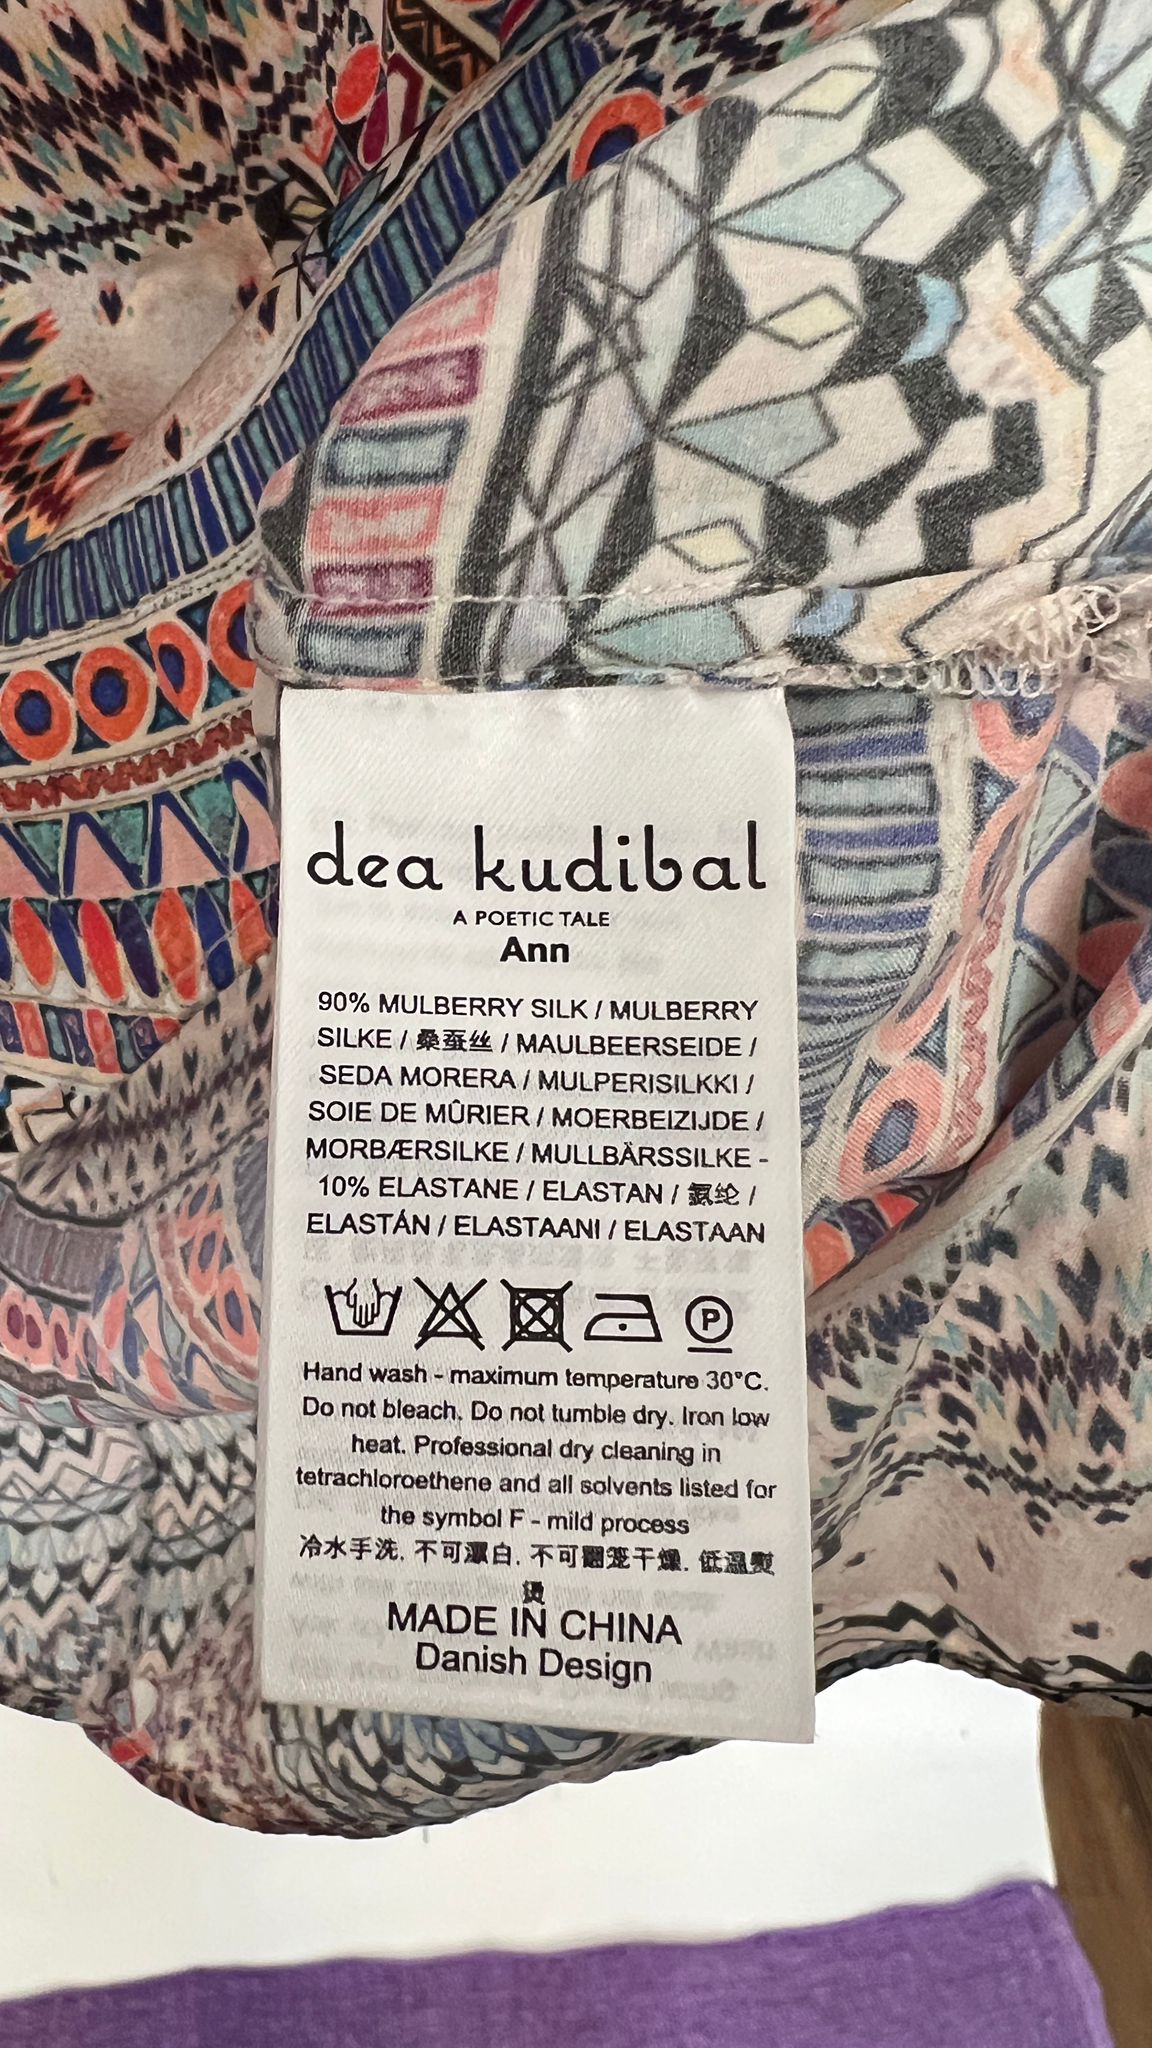 dea kudibal
A POETIC TALE
Ann
90% MULBERRY SILK / MULBERRY
SILKE / 桑蚕丝 / MAULBEERSEIDE /
SEDA MORERA / MULPERISILKKI /
SOIE DE MÛRIER / MOERBEIZIJDE /
MORBÆRSILKE / MULLBÄRSSILKE -
10% ELASTANE / ELASTAN / 氨纶 /
ELASTÁN / ELASTAANI / ELASTAAN
P
Hand wash - maximum temperature 30°C.
Do not bleach. Do not tumble dry. Iron low
heat. Professional dry cleaning in
tetrachloroethene and all solvents listed for
the symbol F - mild process
冷水手洗. 不可漂白. 不可翻笼干燥. 低温熨
烫
MADE IN CHINA
Danish Design